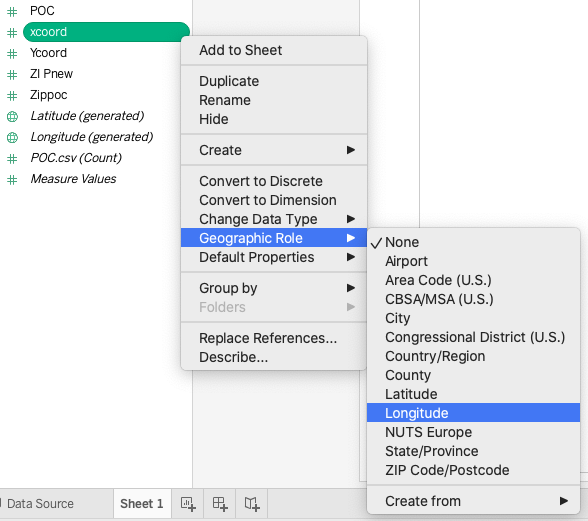 POC
xcoord
Ycoord
ZI Pnew
Zippoc
Latitude (generated)
Longitude (generated)
POC.csv (Count)
Measure Values
Add to Sheet
Duplicate
Rename
Hide
Create
Convert to Discrete
Convert to Dimension
Change Data Type
Geographic Role
Default Properties
Group by
Folders
Replace References...
Describe...
None
Airport
Area Code (U.S.)
CBSA/MSA (U.S.)
City
Congressional District (U.S.)
Country/Region
County
Latitude
Longitude
NUTS Europe
State/Province
ZIP Code/Postcode
Create from
Data Source
Sheet 1